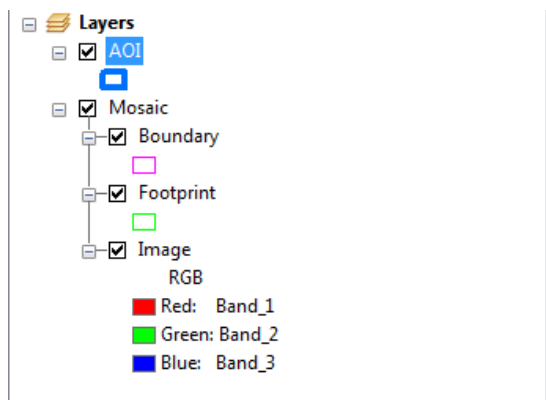 Layers
AOI
Mosaic
Boundary
Footprint
Image
RGB
Red: Band_1
Green: Band_2
Blue: Band_3